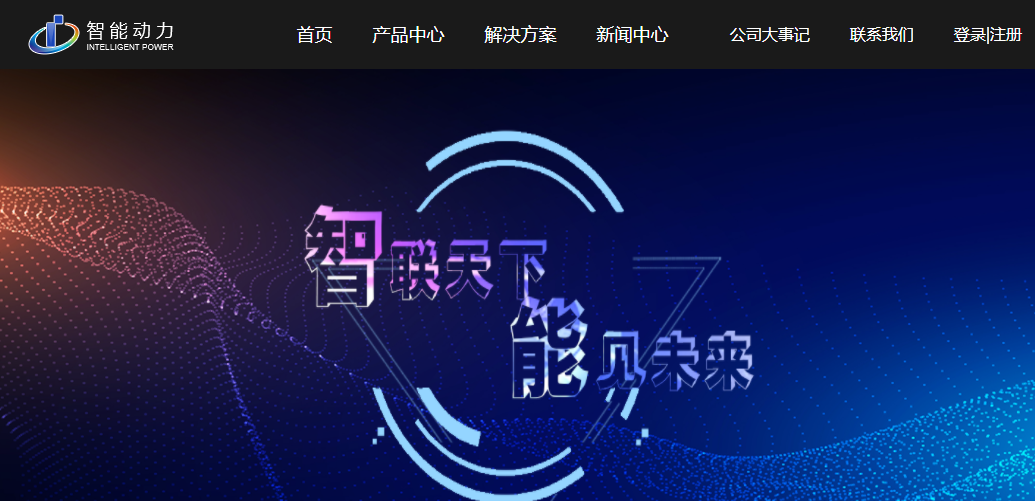 智能动力
INTELLIGENT POWER
首页 产品中心 解决方案 新闻中心 公司大事记 联系我们 登录|注册
智联天下
能见未来